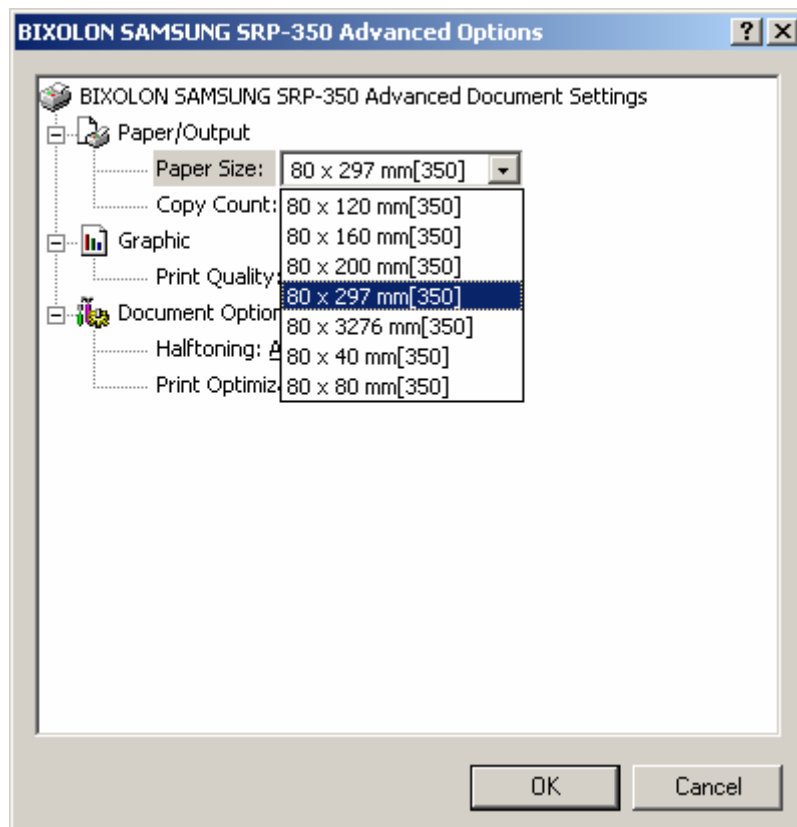 BIXOLON SAMSUNG SRP-350 Advanced Options
BIXOLON SAMSUNG SRP-350 Advanced Document Settings
Paper/Output
Paper Size: 80 x 297 mm[350]
Copy Count:
80 x 120 mm[350]
80 x 160 mm[350]
80 x 200 mm[350]
80 x 297 mm[350]
80 x 3276 mm[350]
80 x 40 mm[350]
80 x 80 mm[350]
Graphic
Print Quality:
Document Option
Halftoning: A
Print Optimiz
OK
Cancel